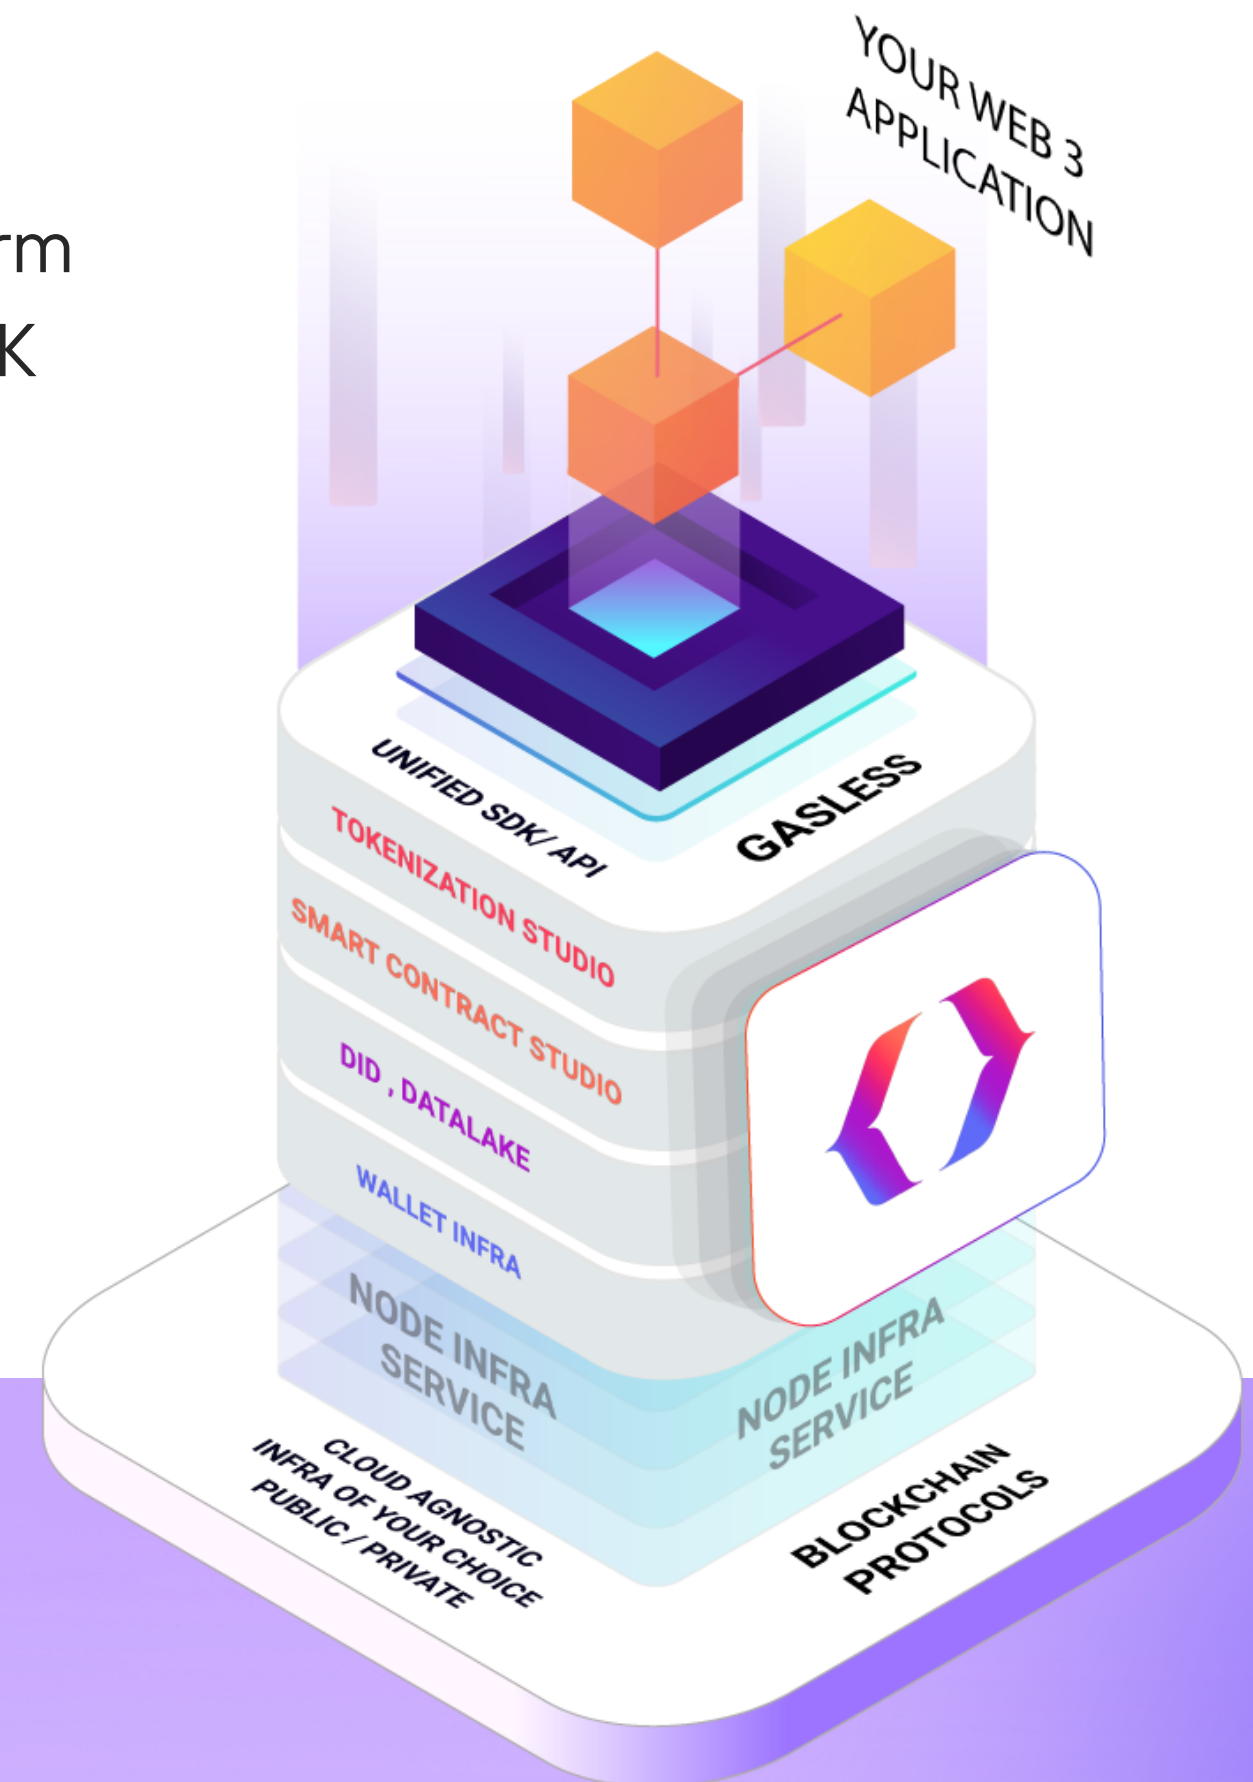 YOUR WEB 3
APPLICATION
rm
K
UNIFIED SDK/ API
GASLESS
TOKENIZATION STUDIO
SMART CONTRACT STUDIO
DID , DATALAKE
WALLET INFRA
NODE INFRA
SERVICE
NODE INFRA
SERVICE
CLOUD AGNOSTIC
INFRA OF YOUR CHOICE
PUBLIC / PRIVATE
BLOCKCHAIN
PROTOCOLS